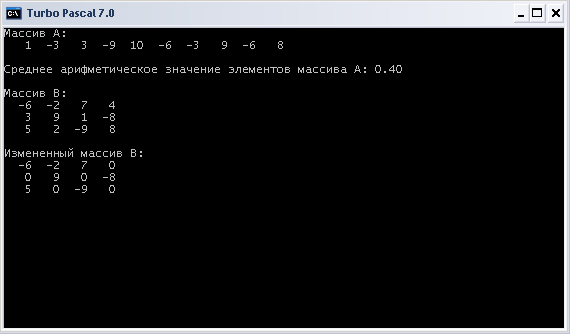 Turbo Pascal 7.0
Массив А:
1 -3 3 -9 10 -6 -3 9 -6 8
Среднее арифметическое значение элементов массива А: 0.40
Массив В:
-6 -2 7 4
3 9 1 -8
5 2 -9 8
Измененный массив В:
-6 -2 7 0
0 9 0 -8
5 0 -9 0